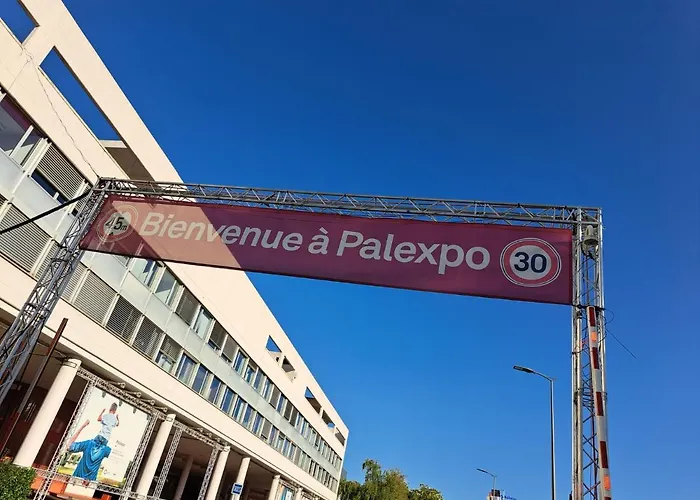 4.5m Bienvenue à Palexpo 30